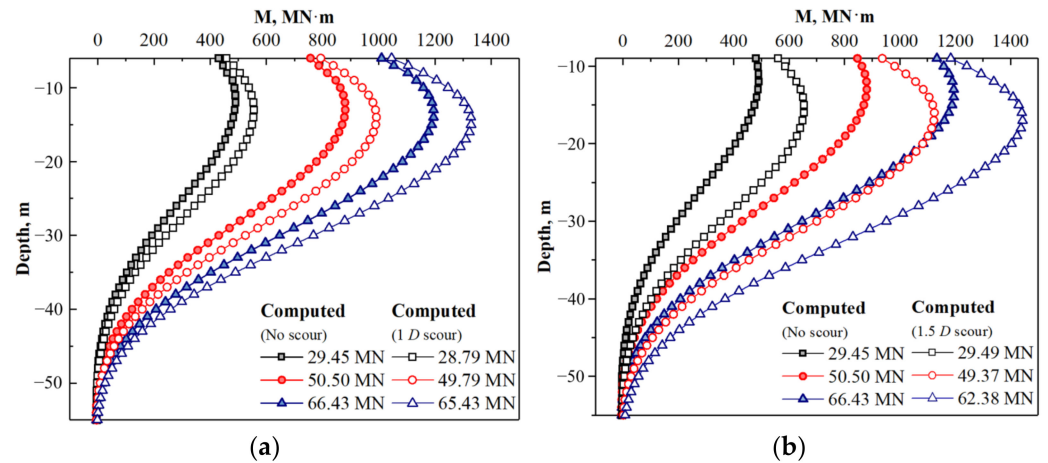 M, MN·m
0 200 400 600 800 1000 1200 1400
−10
−20
−30
−40
−50
Depth, m
Computed Computed
(No scour) (1 D scour)
29.45 MN 28.79 MN
50.50 MN 49.79 MN
66.43 MN 65.43 MN
(a)
M, MN·m
0 200 400 600 800 1000 1200 1400
−10
−20
−30
−40
−50
Depth, m
Computed Computed
(No scour) (1.5 D scour)
29.45 MN 29.49 MN
50.50 MN 49.37 MN
66.43 MN 62.38 MN
(b)